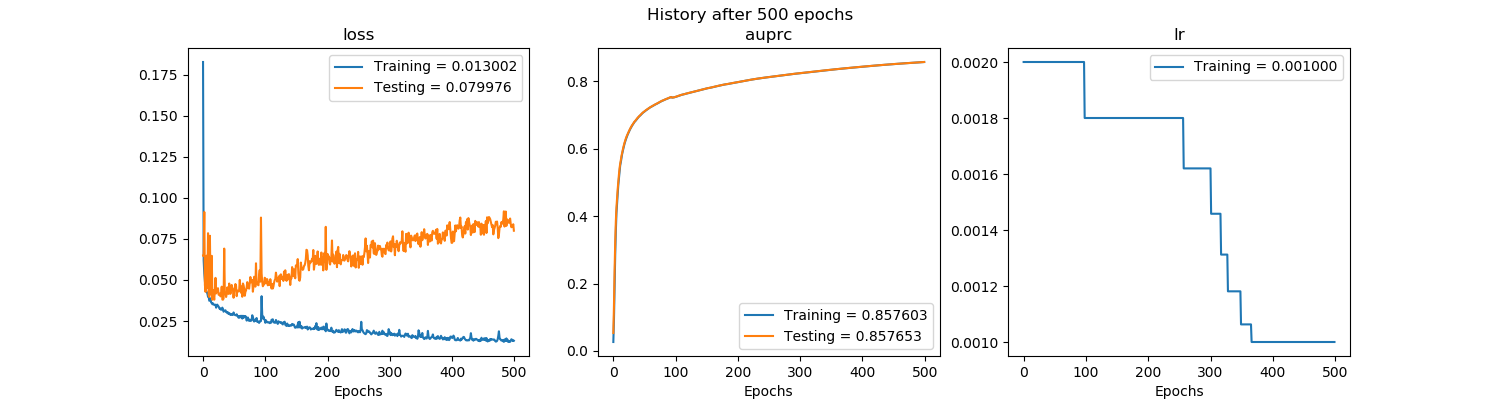 History after 500 epochs
loss
Training = 0.013002
Testing = 0.079976
0.175
0.150
0.125
0.100
0.075
0.050
0.025
0 100 200 300 400 500
Epochs
auprc
0.8
0.6
0.4
0.2
0.0
Training = 0.857603
Testing = 0.857653
0 100 200 300 400 500
Epochs
lr
Training = 0.001000
0.0020
0.0018
0.0016
0.0014
0.0012
0.0010
0 100 200 300 400 500
Epochs